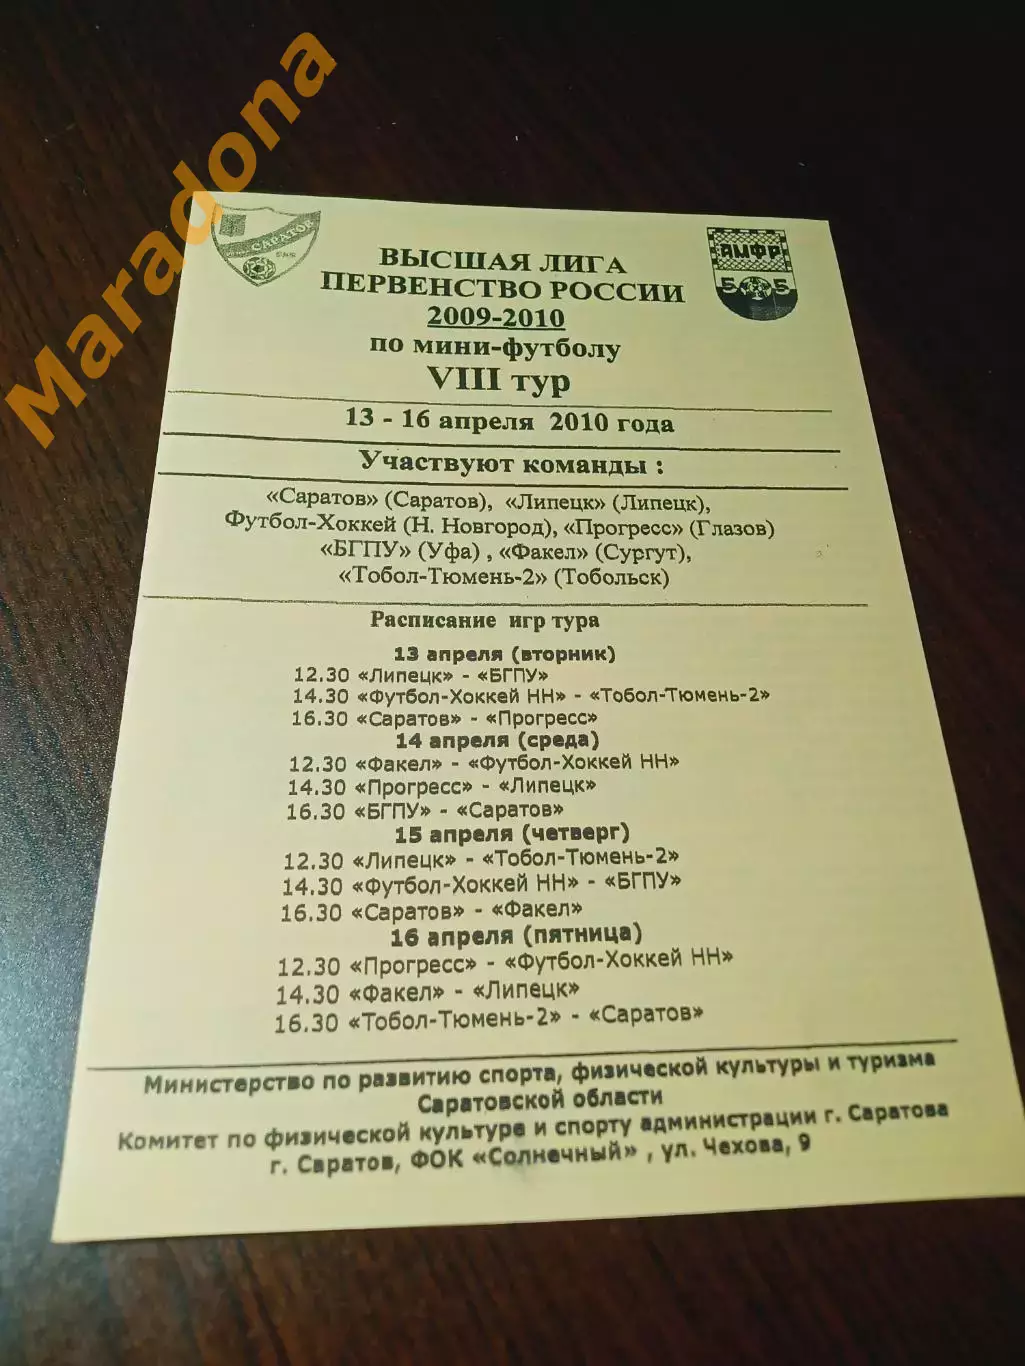 Maradona
САРАТОВ
АМФР
5 5
ВЫСШАЯ ЛИГА
ПЕРВЕНСТВО РОССИИ
2009-2010
по мини-футболу
VIII тур
13 - 16 апреля 2010 года
Участвуют команды :
«Саратов» (Саратов), «Липецк» (Липецк),
Футбол-Хоккей (Н. Новгород), «Прогресс» (Глазов)
«БГПУ» (Уфа) , «Факел» (Сургут),
«Тобол-Тюмень-2» (Тобольск)
Расписание игр тура
13 апреля (вторник)
12.30 «Липецк» - «БГПУ»
14.30 «Футбол-Хоккей НН» - «Тобол-Тюмень-2»
16.30 «Саратов» - «Прогресс»
14 апреля (среда)
12.30 «Факел» - «Футбол-Хоккей НН»
14.30 «Прогресс» - «Липецк»
16.30 «БГПУ» - «Саратов»
15 апреля (четверг)
12.30 «Липецк» - «Тобол-Тюмень-2»
14.30 «Футбол-Хоккей НН» - «БГПУ»
16.30 «Саратов» - «Факел»
16 апреля (пятница)
12.30 «Прогресс» - «Футбол-Хоккей НН»
14.30 «Факел» - «Липецк»
16.30 «Тобол-Тюмень-2» - «Саратов»
Министерство по развитию спорта, физической культуры и туризма
Саратовской области
Комитет по физической культуре и спорту администрации г. Саратова
г. Саратов, ФОК «Солнечный» , ул. Чехова, 9